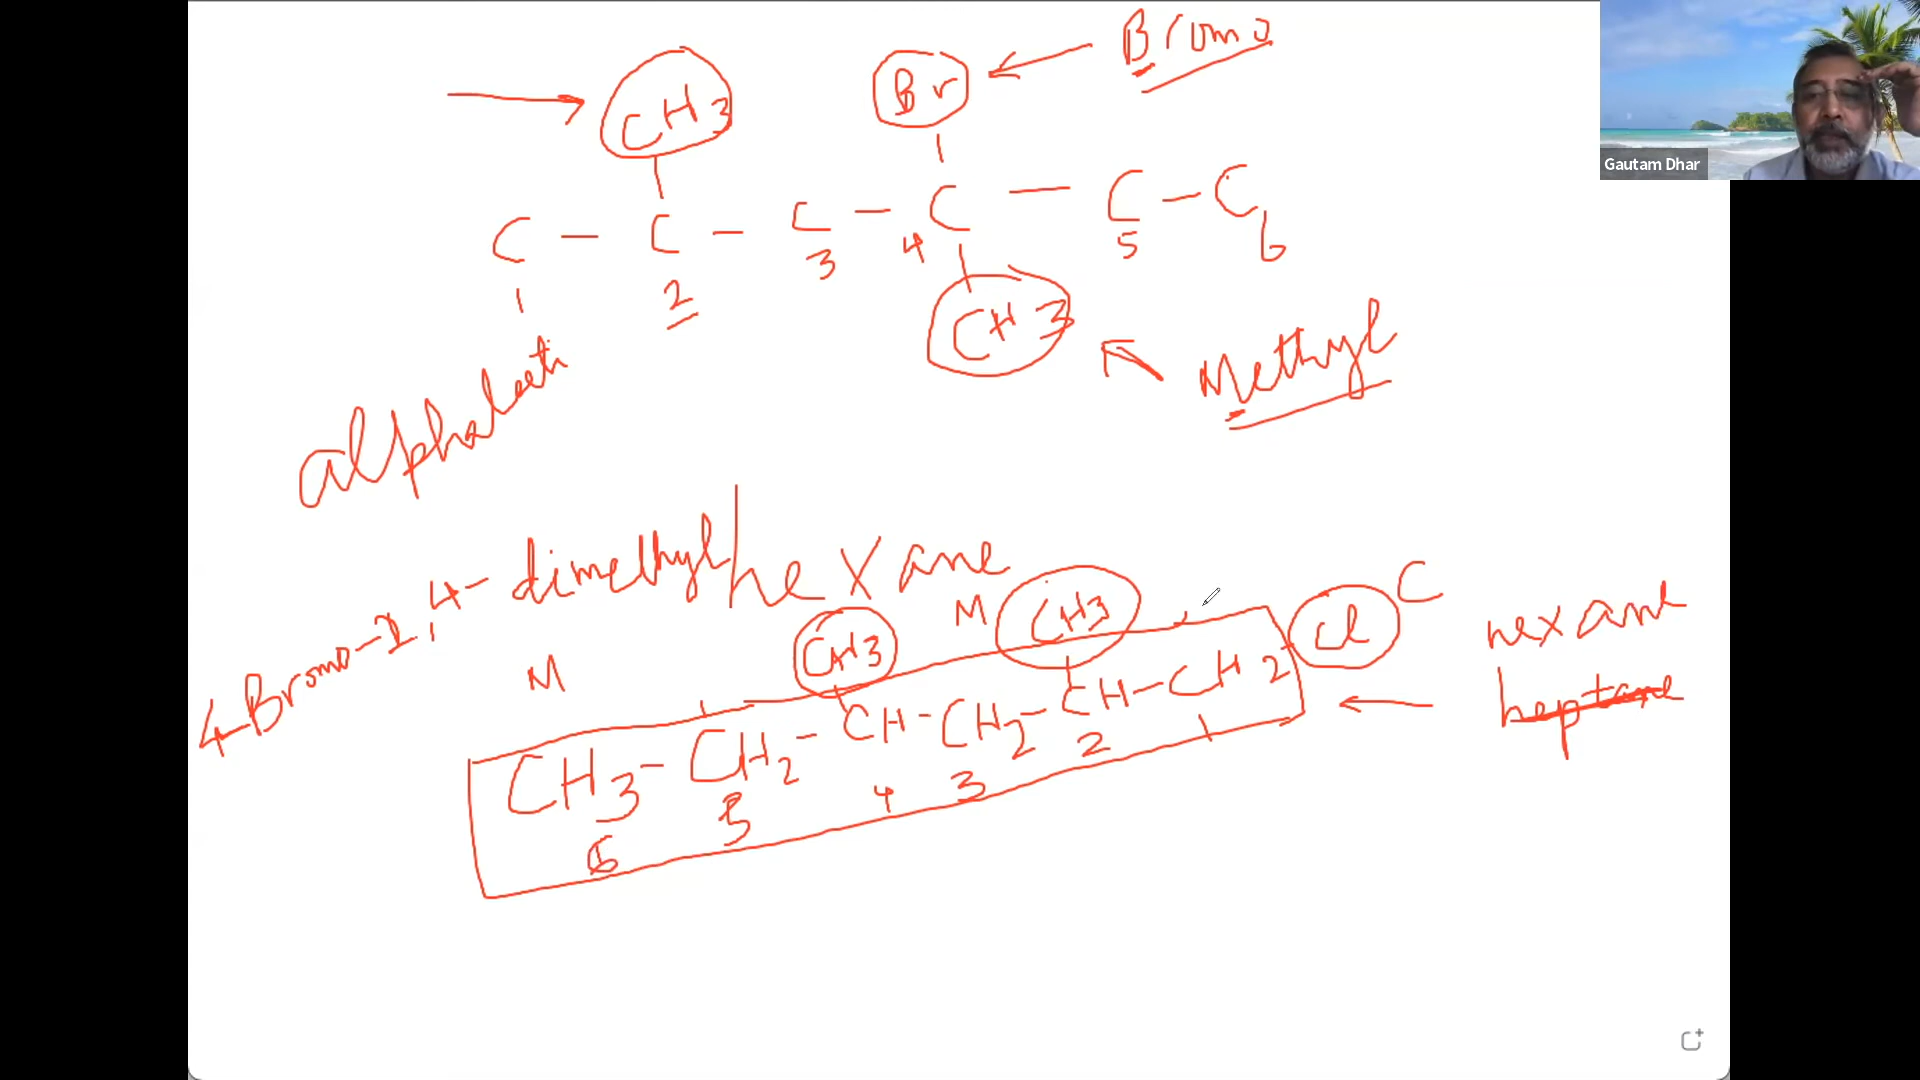 Bromo
CH3 Br
C - C - C - C - C - C
1 2 3 4 5 6
CH3
Methyl
Gautam Dhar
4-Bromo-2,4-dimethyl/hexane
M CH3 M CH3 Cl C
CH3 - CH2 - CH - CH2 - CH - CH2
6 5 4 3 2 1
hexane
heptane